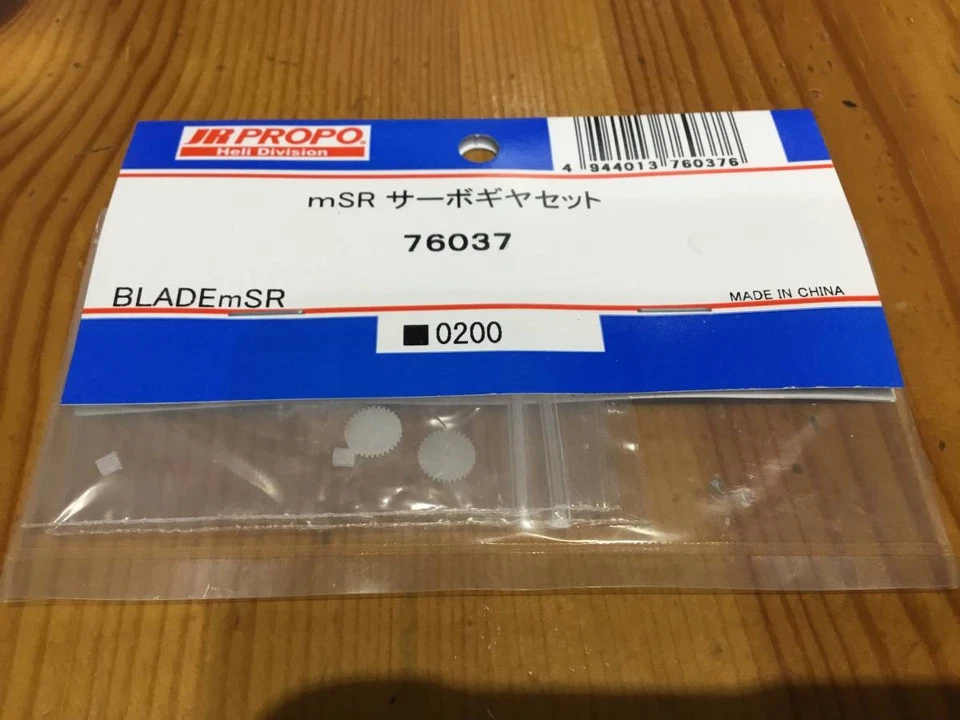 JR PROPO
Heli Division
4 944013 760376
mSR サーボギヤセット
76037
BLADEmSR
MADE IN CHINA
■0200